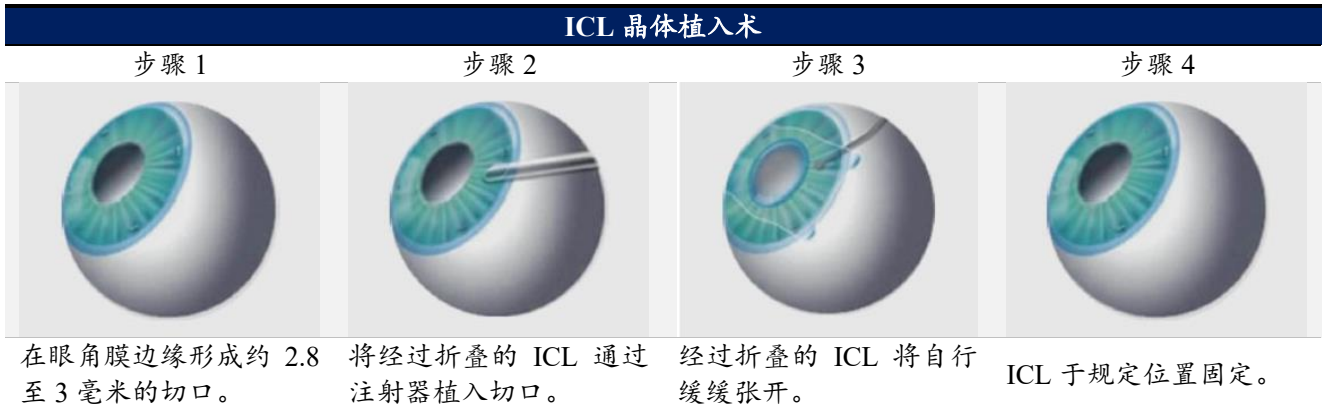 ICL 晶体植入术
步骤 1
步骤 2
步骤 3
步骤 4
在眼角膜边缘形成约 2.8
至 3 毫米的切口。
将经过折叠的 ICL 通过
注射器植入切口。
经过折叠的 ICL 将自行
缓缓张开。
ICL 于规定位置固定。